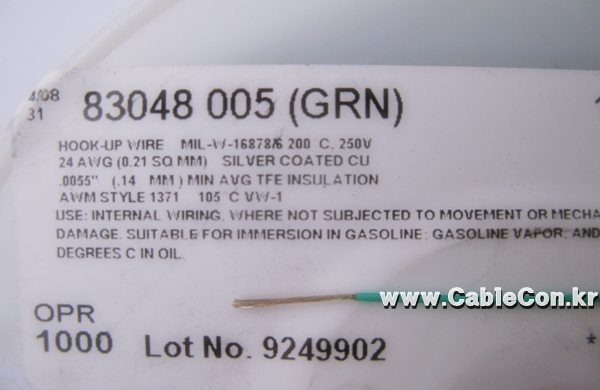 4/08
31
83048 005 (GRN)
HOOK-UP WIRE MIL-W-16878/6 200 C, 250V
24 AWG (0.21 SQ MM) SILVER COATED CU
.0055" (.14 MM ) MIN AVG TFE INSULATION
AWM STYLE 1371 105 C VW-1
USE: INTERNAL WIRING, WHERE NOT SUBJECTED TO MOVEMENT OR MECHA
DAMAGE. SUITABLE FOR IMMERSION IN GASOLINE; GASOLINE VAPOR, AND
DEGREES C IN OIL.
www.CableCon.kr
OPR
1000 Lot No. 9249902 *